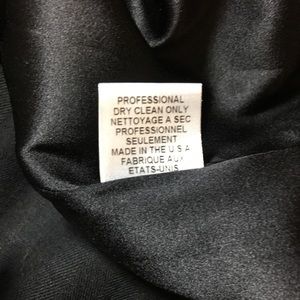 PROFESSIONAL
DRY CLEAN ONLY
NETTOYAGE A SEC
PROFESSIONNEL
SEULEMENT
MADE IN THE U S A
FABRIQUE AUX
ETATS-UNIS